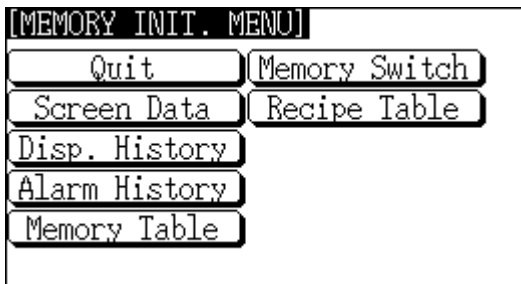 [MEMORY INIT. MENU]
Quit Memory Switch
Screen Data Recipe Table
Disp. History
Alarm History
Memory Table